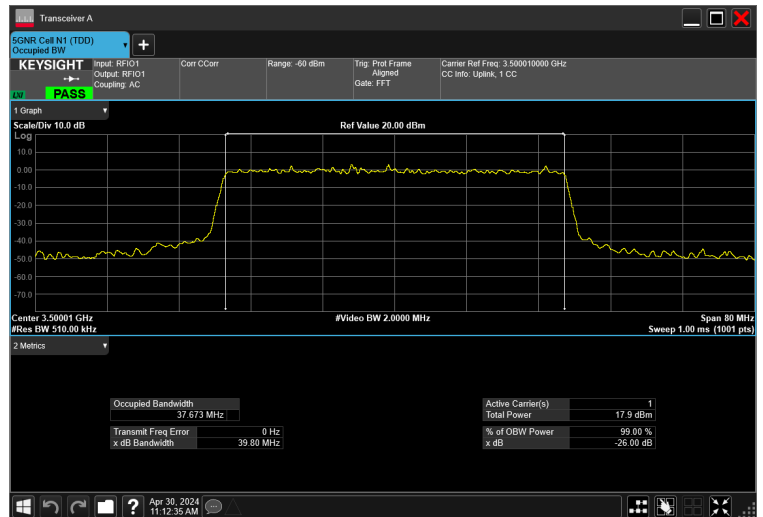 Transceiver A
5GNR Cell N1 (TDD)
Occupied BW
KEYSIGHT
LXI
PASS
Input: RFIO1
Output: RFIO1
Coupling: AC
Corr CCorr
Range: -60 dBm
Trig: Prot Frame
Aligned
Gate: FFT
Carrier Ref Freq: 3.500010000 GHz
CC Info: Uplink, 1 CC
1 Graph
Scale/Div 10.0 dB
Ref Value 20.00 dBm
Log
10.0
0.00
-10.0
-20.0
-30.0
-40.0
-50.0
-60.0
-70.0
Center 3.50001 GHz
#Video BW 2.0000 MHz
Span 80 MHz
#Res BW 510.00 kHz
Sweep 1.00 ms (1001 pts)
2 Metrics
Occupied Bandwidth
37.673 MHz
Transmit Freq Error 0 Hz
x dB Bandwidth 39.80 MHz
Active Carrier(s) 1
Total Power 17.9 dBm
% of OBW Power 99.00 %
x dB -26.00 dB
?
Apr 30, 2024
11:12:35 AM